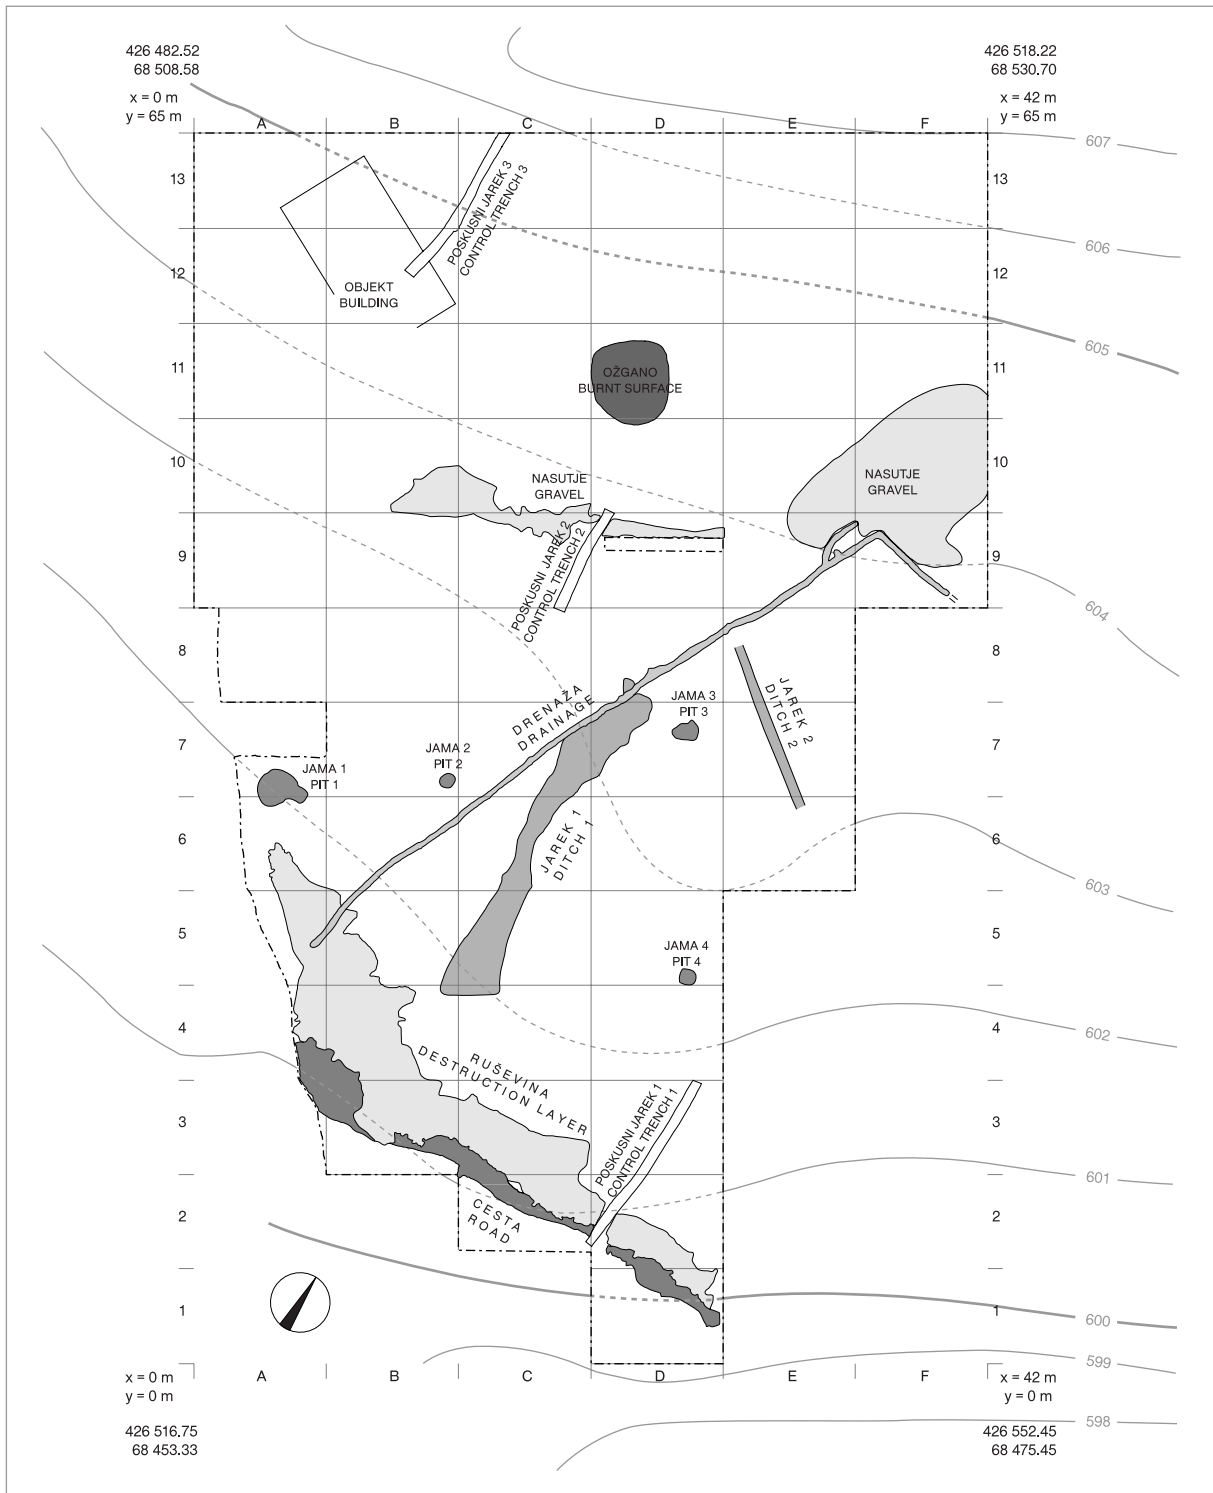 426 482.52
68 508.58
x = 0 m
y = 65 m
426 518.22
68 530.70
x = 42 m
y = 65 m
A
B
C
D
E
F
607
13
13
POSKUSNI JAREK 3
CONTROL TRENCH 3
606
12
12
OBJEKT
BUILDING
605
11
11
OŽGANO
BURNT SURFACE
10
10
NASUTJE
GRAVEL
NASUTJE
GRAVEL
POSKUSNI JAREK 2
CONTROL TRENCH 2
9
9
604
8
8
DRENAŽA
DRAINAGE
JAMA 3
PIT 3
JAREK 2
DITCH 2
7
7
JAMA 2
PIT 2
JAMA 1
PIT 1
6
6
JAREK 1
DITCH 1
603
5
5
JAMA 4
PIT 4
4
4
602
RUŠEVINA
DESTRUCTION LAYER
POSKUSNI JAREK 1
CONTROL TRENCH 1
3
3
601
CESTA
ROAD
2
2
1
1
600
599
x = 0 m
y = 0 m
A
B
C
D
E
F
x = 42 m
y = 0 m
598
426 516.75
68 453.33
426 552.45
68 475.45